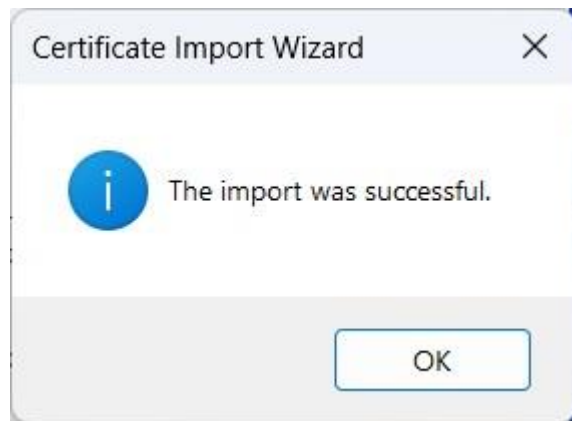 Certificate Import Wizard
The import was successful.
OK